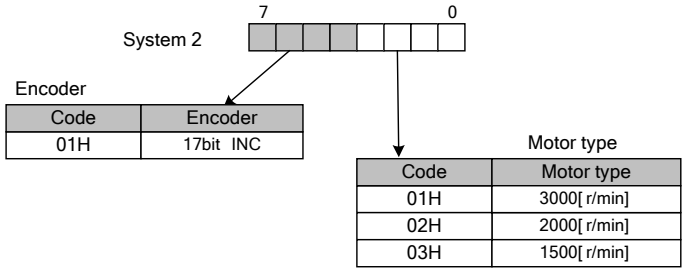 7 0
System 2
Encoder
Code Encoder
01H 17bit INC
Motor type
Code Motor type
01H 3000[ r/min]
02H 2000[ r/min]
03H 1500[ r/min]